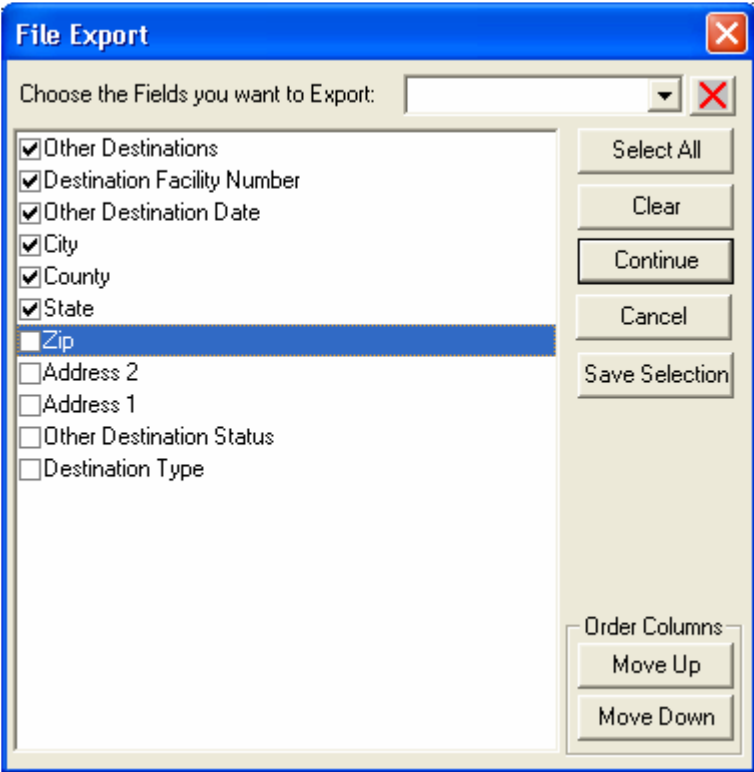 File Export
Choose the Fields you want to Export:
Other Destinations
Destination Facility Number
Other Destination Date
City
County
State
Zip
Address 2
Address 1
Other Destination Status
Destination Type
Select All
Clear
Continue
Cancel
Save Selection
Order Columns
Move Up
Move Down